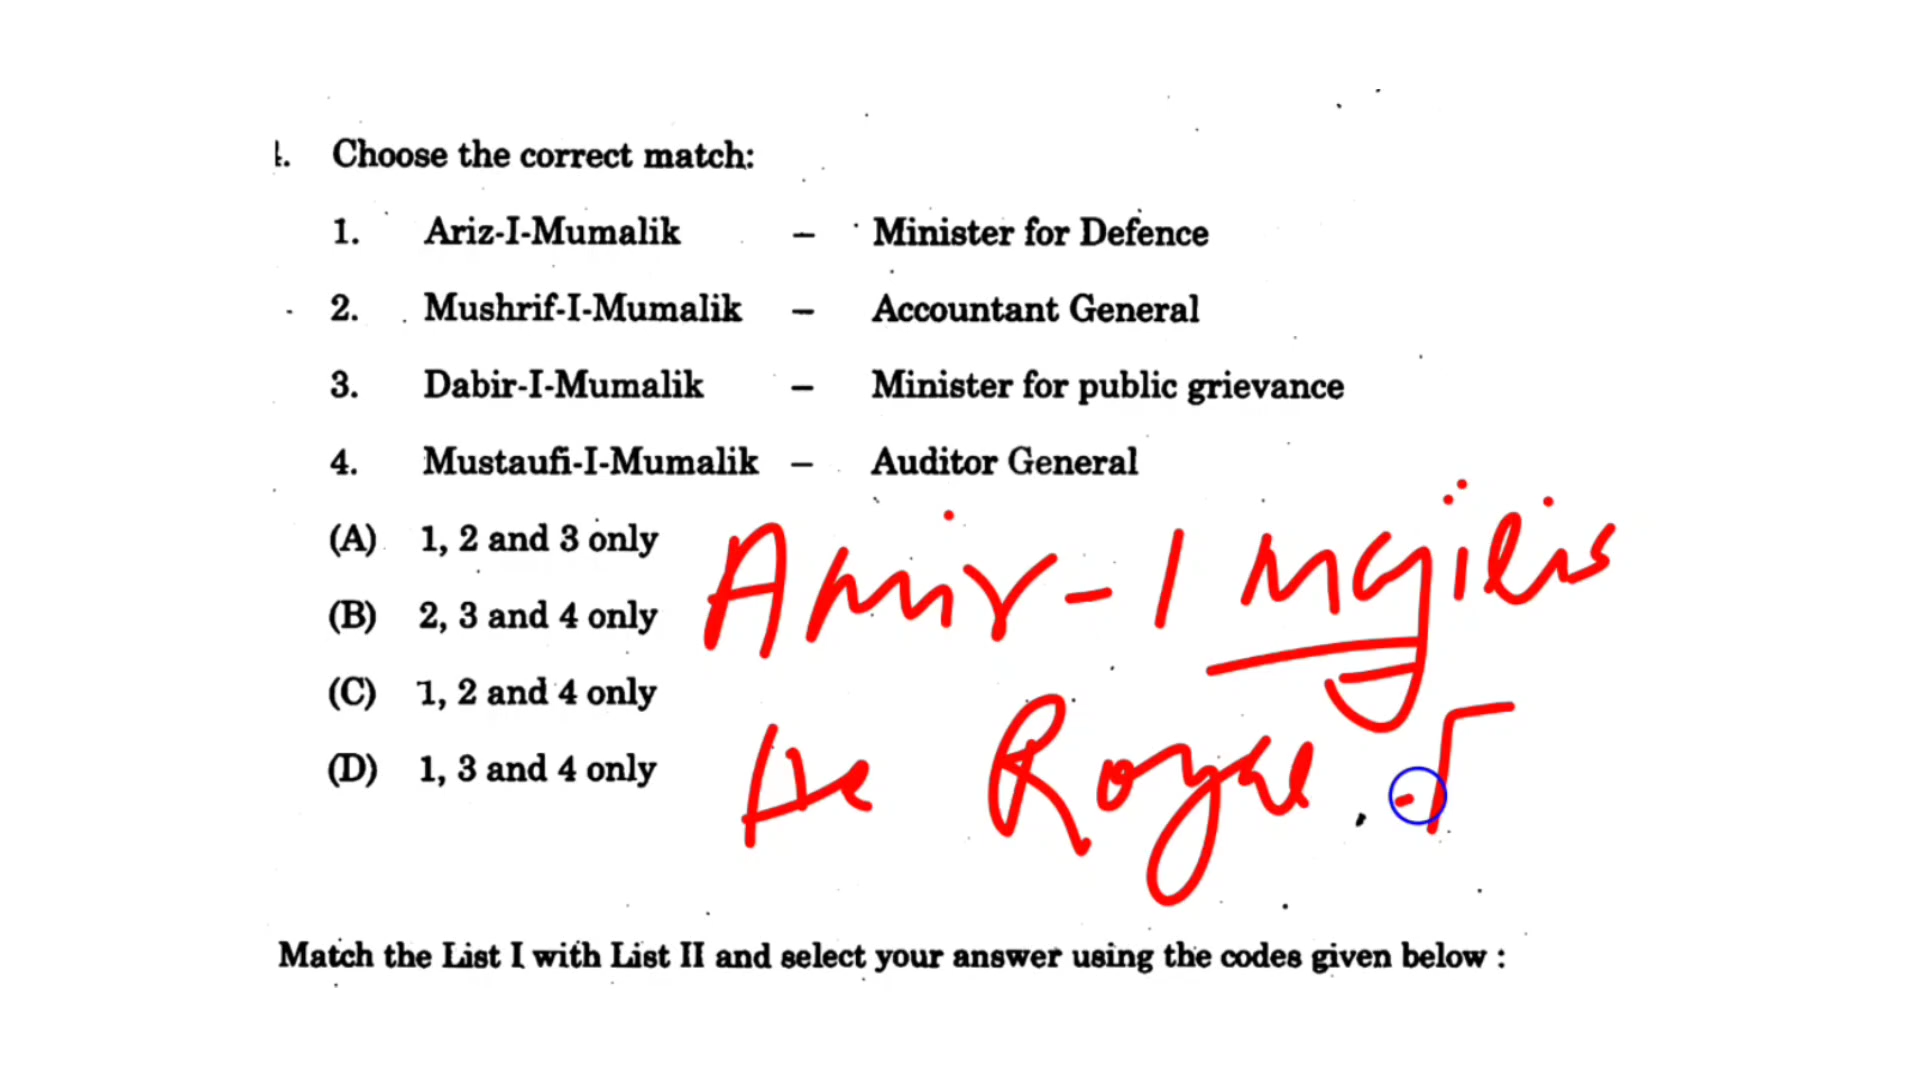 1. Choose the correct match:
1. Ariz-I-Mumalik – Minister for Defence
2. Mushrif-I-Mumalik – Accountant General
3. Dabir-I-Mumalik – Minister for public grievance
4. Mustaufi-I-Mumalik – Auditor General
(A) 1, 2 and 3 only
(B) 2, 3 and 4 only
Amir-I Majilis
(C) 1, 2 and 4 only
(D) 1, 3 and 4 only
Royal
Match the List I with List II and select your answer using the codes given below :